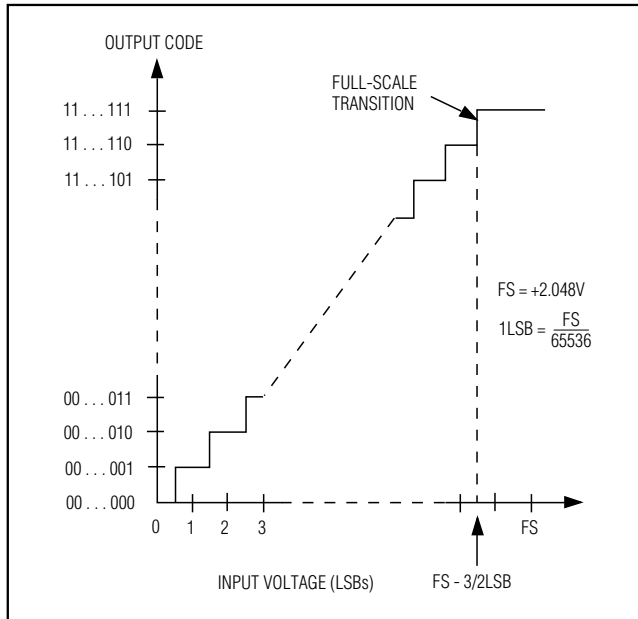 OUTPUT CODE
FULL-SCALE
TRANSITION
11 . . . 111
11 . . . 110
11 . . . 101
FS = +2.048V
1LSB = FS
65536
00 . . . 011
00 . . . 010
00 . . . 001
00 . . . 000
0 1 2 3 FS
INPUT VOLTAGE (LSBs) FS - 3/2LSB